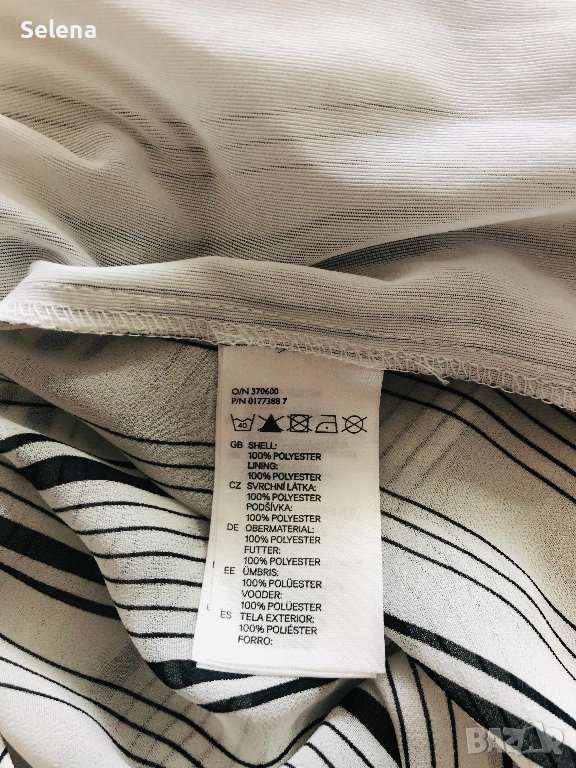 Selena
O/N 370600
P/N 0177388 7
40
GB SHELL:
100% POLYESTER
LINING:
100% POLYESTER
CZ SVRCHNÍ LÁTKA:
100% POLYESTER
PODŠÍVKA:
100% POLYESTER
DE OBERMATERIAL:
100% POLYESTER
FUTTER:
100% POLYESTER
EE ÜMBRIS:
100% POLÜESTER
VOODER:
100% POLÜESTER
ES TELA EXTERIOR:
100% POLIÉSTER
FORRO:
BAZAR